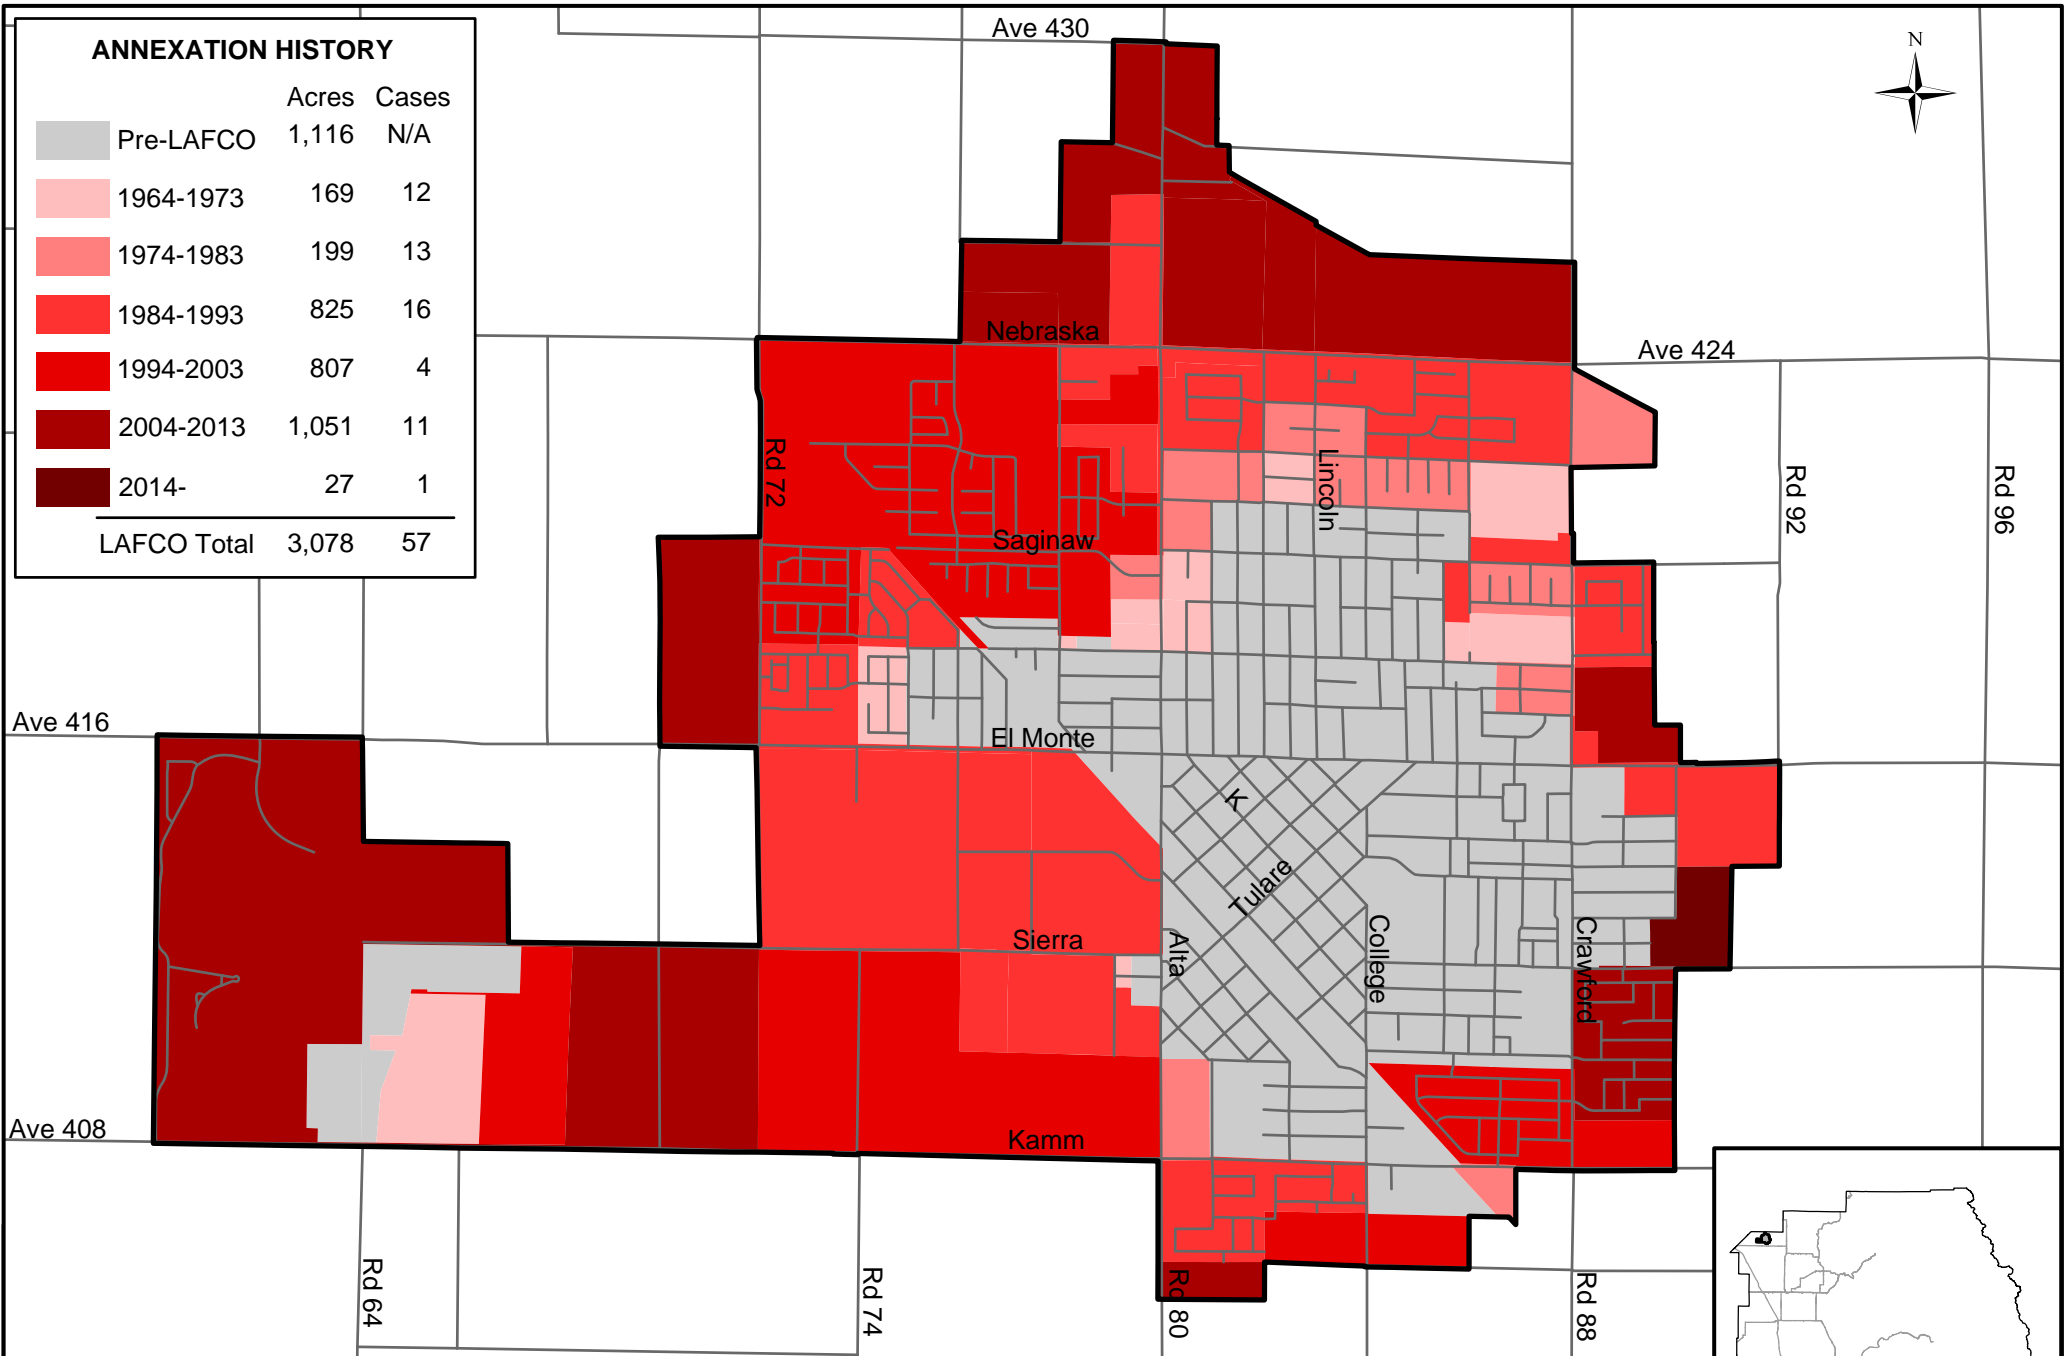 ANNEXATION HISTORY
Acres Cases
Pre-LAFCO 1,116 N/A
1964-1973 169 12
1974-1983 199 13
1984-1993 825 16
1994-2003 807 4
2004-2013 1,051 11
2014- 27 1
LAFCO Total 3,078 57
Ave 430
N
Nebraska
Ave 424
Rd 72
Lincoln
Rd 92
Rd 96
Saginaw
Ave 416
El Monte
K
Tulare
Sierra
Alta
College
Crawford
Ave 408
Kamm
Rd 64
Rd 74
Rd 80
Rd 88